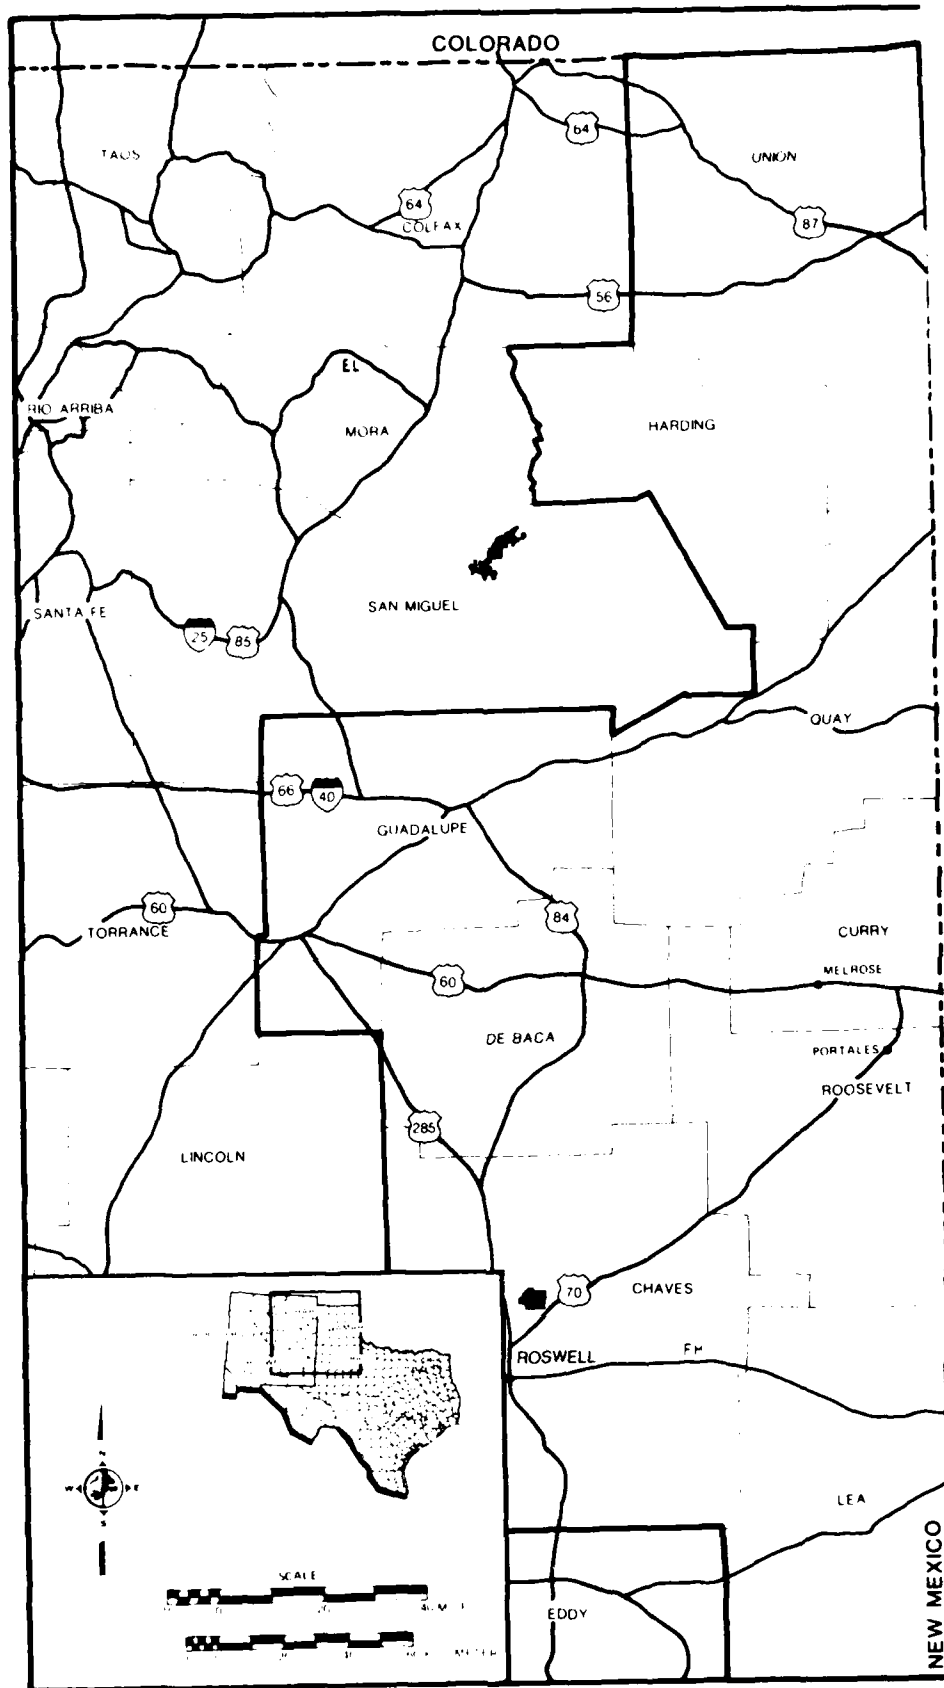 COLORADO
64
TAOS
UNION
64
COLFAX
87
56
EL
RIO ARRIBA
MORA
HARDING
SAN MIGUEL
SANTA FE
25
85
QUAY
66
40
GUADALUPE
60
84
TORRANCE
CURRY
MELROSE
60
DE BACA
PORTALES
ROOSEVELT
285
LINCOLN
70
CHAVES
ROSWELL
N
W
E
S
LEA
SCALE
20
EDDY
NEW MEXICO